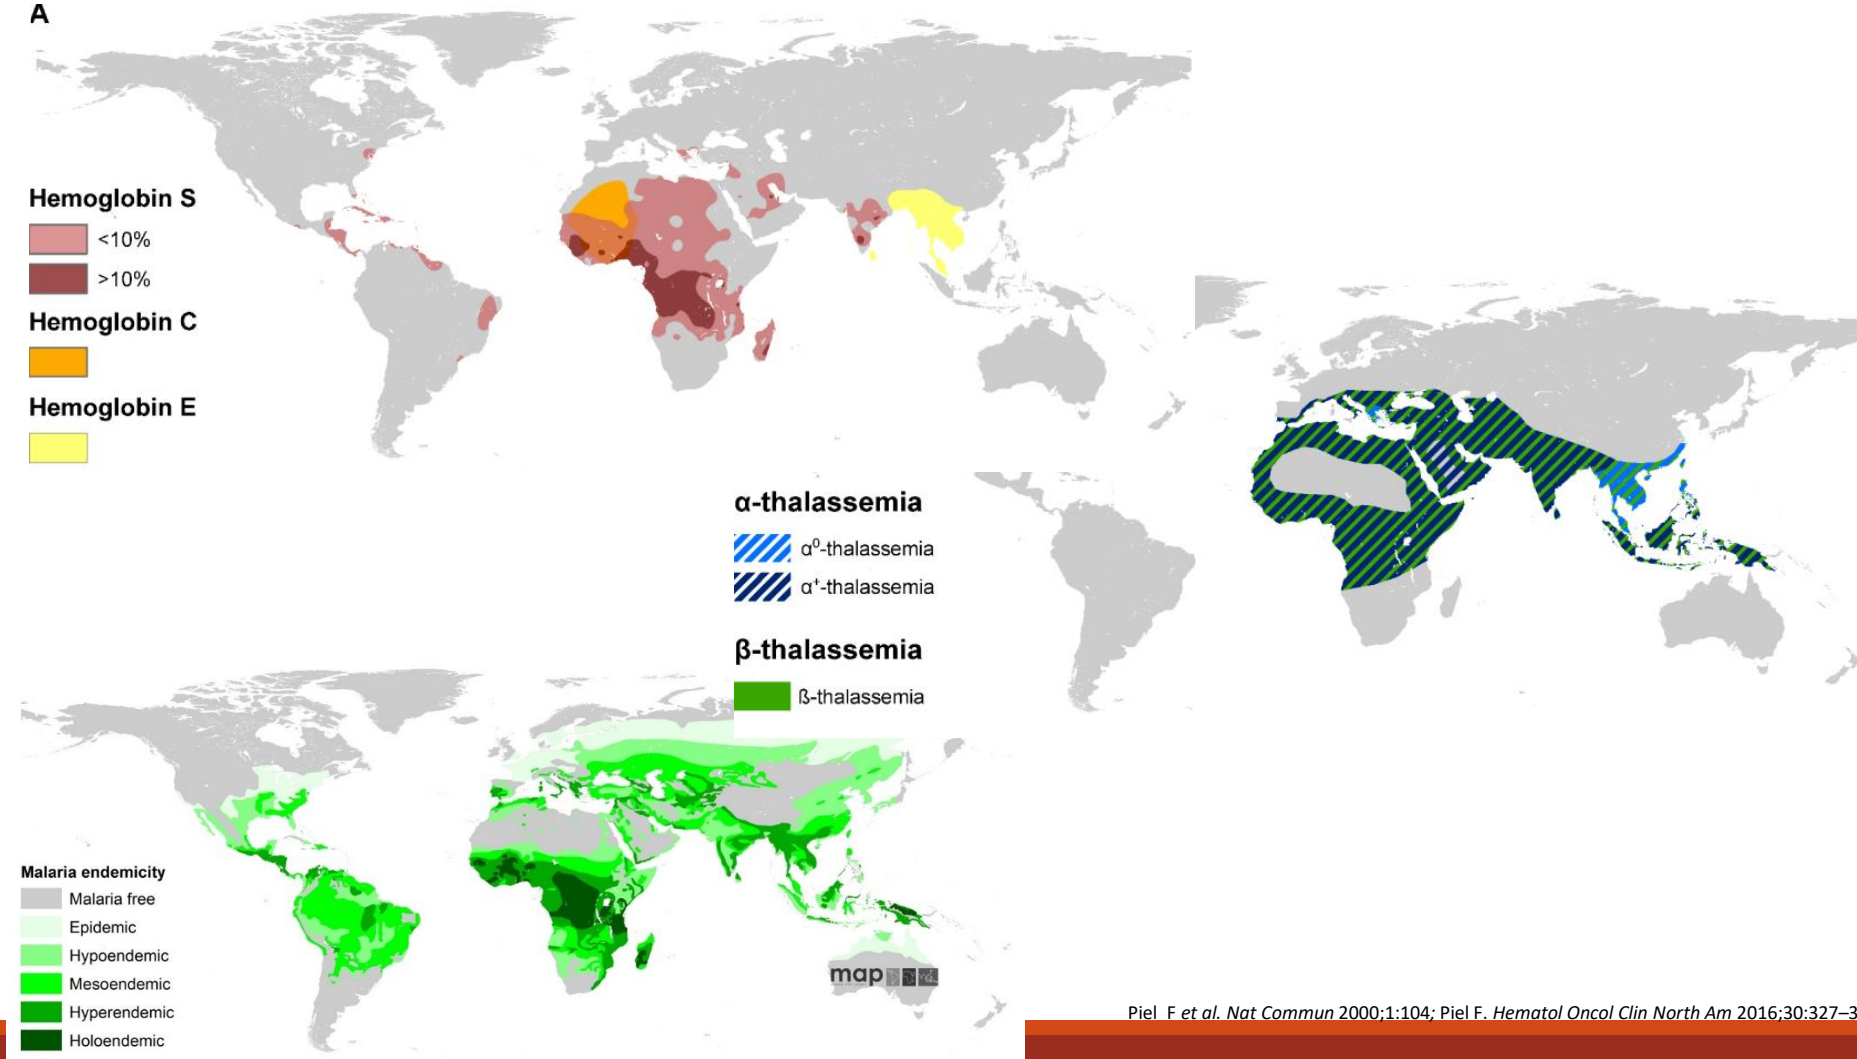 A
Hemoglobin S
<10%
>10%
Hemoglobin C
Hemoglobin E
α-thalassemia
α⁰-thalassemia
α⁺-thalassemia
β-thalassemia
ß-thalassemia
Malaria endemicity
Malaria free
Epidemic
Hypoendemic
Mesoendemic
Hyperendemic
Holoendemic
map
Piel F et al. Nat Commun 2000;1:104; Piel F. Hematol Oncol Clin North Am 2016;30:327–3